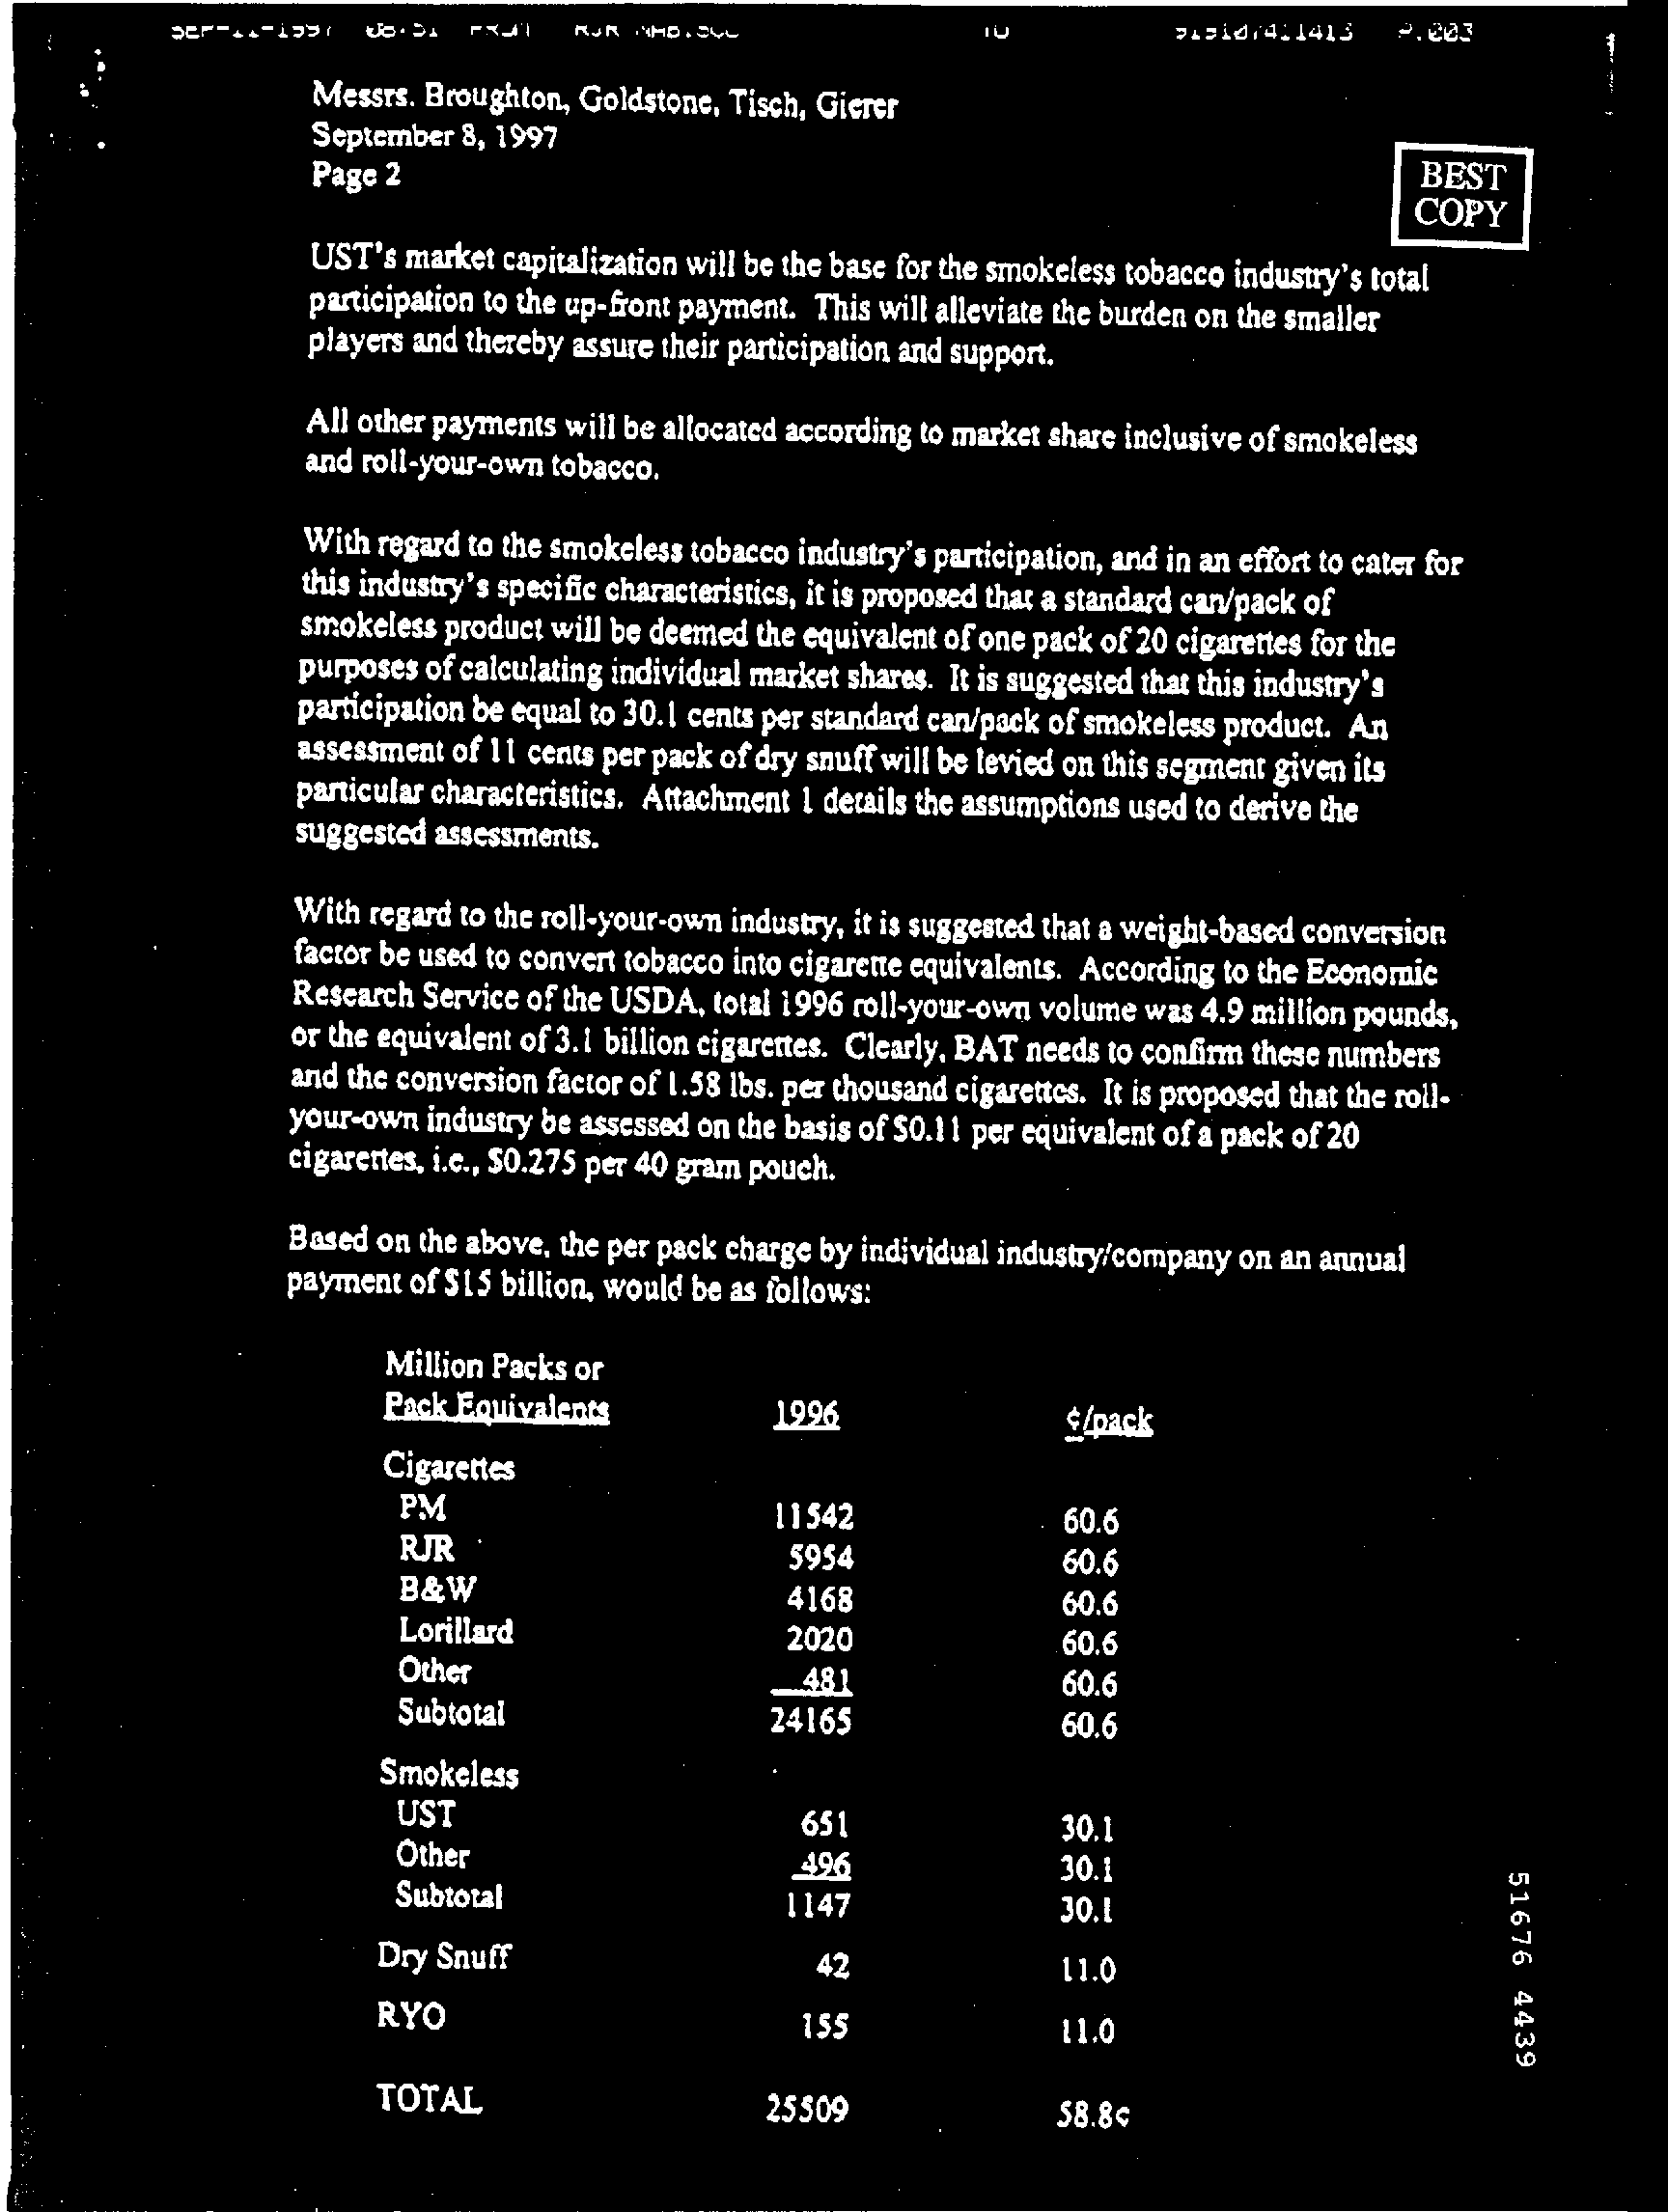 SEP-11-1997 08:51 FROM RJR TO 919107411413 P.003
Messrs. Broughton, Goldstone, Tisch, Gierer
September 8, 1997
Page 2
BEST
COPY
UST's market capitalization will be the base for the smokeless tobacco industry's total
participation to the up-front payment. This will alleviate the burden on the smaller
players and thereby assure their participation and support.
All other payments will be allocated according to market share inclusive of smokeless
and roll-your-own tobacco.
With regard to the smokeless tobacco industry's participation, and in an effort to cater for
this industry's specific characteristics, it is proposed that a standard can/pack of
smokeless product will be deemed the equivalent of one pack of 20 cigarettes for the
purposes of calculating individual market shares. It is suggested that this industry's
participation be equal to 30.1 cents per standard can/pack of smokeless product. An
assessment of 11 cents per pack of dry snuff will be levied on this segment given its
particular characteristics. Attachment 1 details the assumptions used to derive the
suggested assessments.
With regard to the roll-your-own industry, it is suggested that a weight-based conversion
factor be used to convert tobacco into cigarette equivalents. According to the Economic
Research Service of the USDA, total 1996 roll-your-own volume was 4.9 million pounds,
or the equivalent of 3.1 billion cigarettes. Clearly, BAT needs to confirm these numbers
and the conversion factor of 1.58 lbs. per thousand cigarettes. It is proposed that the roll-
your-own industry be assessed on the basis of $0.11 per equivalent of a pack of 20
cigarettes, i.e., $0.275 per 40 gram pouch.
Based on the above, the per pack charge by individual industry/company on an annual
payment of $15 billion, would be as follows:
Million Packs or
Pack Equivalents 1996 ¢/pack
Cigarettes
PM 11542 60.6
RJR 5954 60.6
B&W 4168 60.6
Lorillard 2020 60.6
Other 481 60.6
Subtotal 24165 60.6
Smokeless
UST 651 30.1
Other 496 30.1
Subtotal 1147 30.1
Dry Snuff 42 11.0
RYO 155 11.0
TOTAL 25509 58.8¢
51676 4439